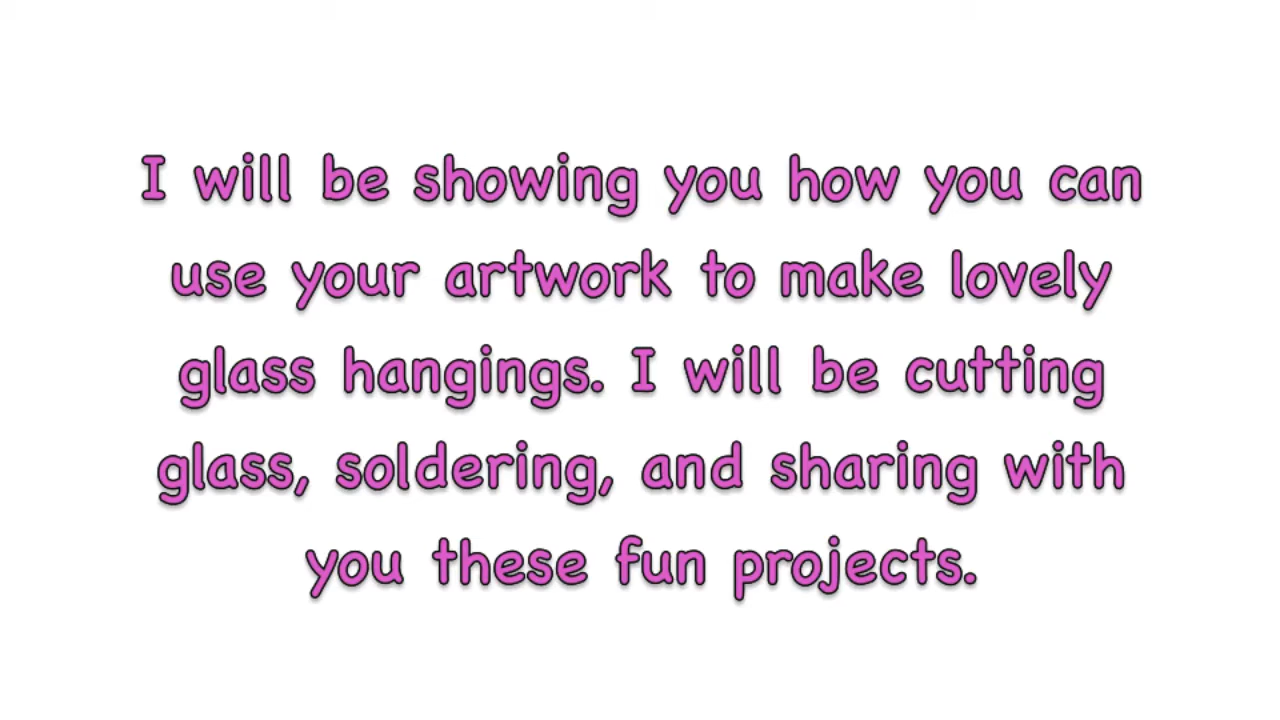 I will be showing you how you can
use your artwork to make lovely
glass hangings. I will be cutting
glass, soldering, and sharing with
you these fun projects.